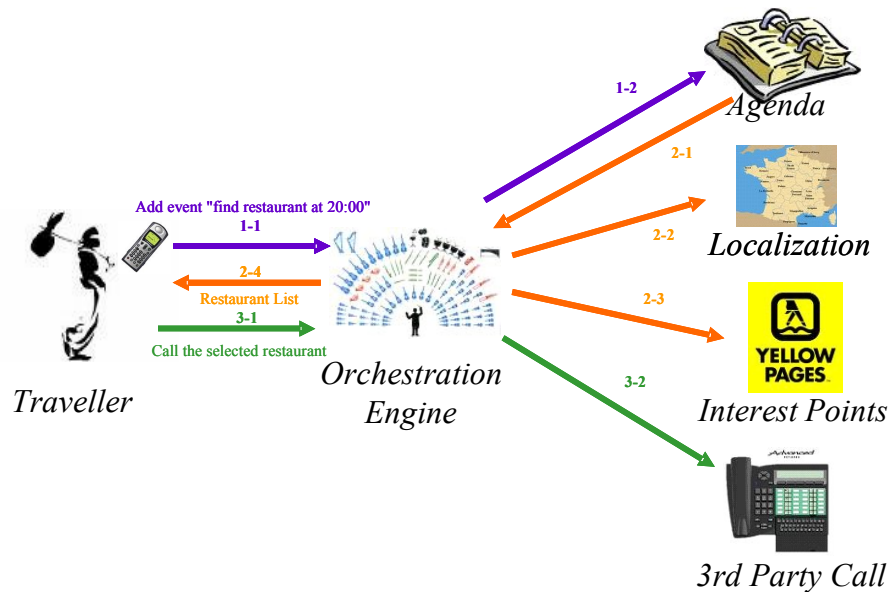 1-2
Agenda
2-1
Add event "find restaurant at 20:00"
1-1
2-2
Localization
2-4
Restaurant List
2-3
3-1
Call the selected restaurant
YELLOW
PAGES
Traveller
Orchestration
Engine
3-2
Interest Points
Advanced
3rd Party Call